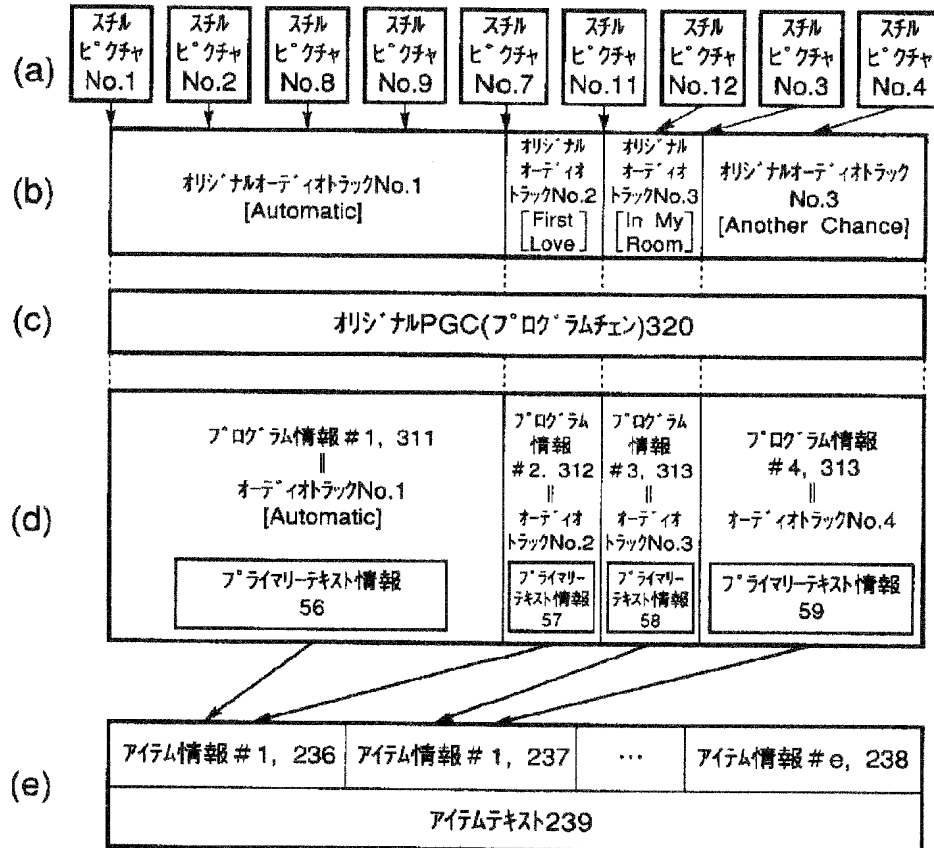 スチル
ピクチャ
No.1
スチル
ピクチャ
No.2
スチル
ピクチャ
No.8
スチル
ピクチャ
No.9
スチル
ピクチャ
No.7
スチル
ピクチャ
No.11
スチル
ピクチャ
No.12
スチル
ピクチャ
No.3
スチル
ピクチャ
No.4
(a)
(b)
オリジナルオーディオトラックNo.1
[Automatic]
オリジナル
オーディオ
トラックNo.2
[First
Love]
オリジナル
オーディオ
トラックNo.3
[In My
Room]
オリジナルオーディオトラック
No.3
[Another Chance]
(c)
オリジナルPGC(プログラムチェン)320
(d)
プログラム情報#1, 311
||
オーディオトラックNo.1
[Automatic]
プライマリーテキスト情報
56
プログラム
情報
#2, 312
||
オーディオ
トラックNo.2
プライマリー
テキスト情報
57
プログラム
情報
#3, 313
||
オーディオ
トラックNo.3
プライマリー
テキスト情報
58
プログラム情報
#4, 313
||
オーディオトラックNo.4
プライマリーテキスト情報
59
(e)
アイテム情報#1, 236
アイテム情報#1, 237
…
アイテム情報#e, 238
アイテムテキスト239